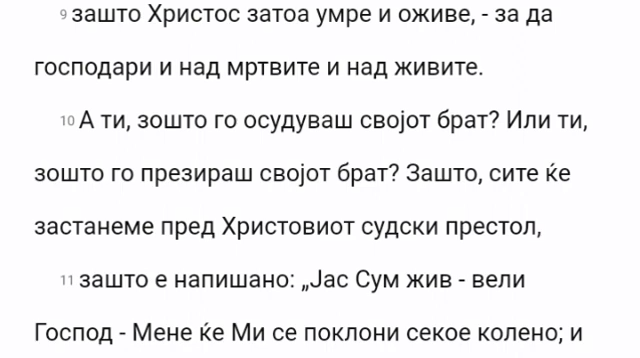 9 зашто Христос затоа умре и оживе, - за да
господари и над мртвите и над живите.
10 А ти, зошто го осудуваш својот брат? Или ти,
зошто го презираш својот брат? Зашто, сите ќе
застанеме пред Христовиот судски престол,
11 зашто е напишано: „Јас Сум жив - вели
Господ - Мене ќе Ми се поклони секое колено; и